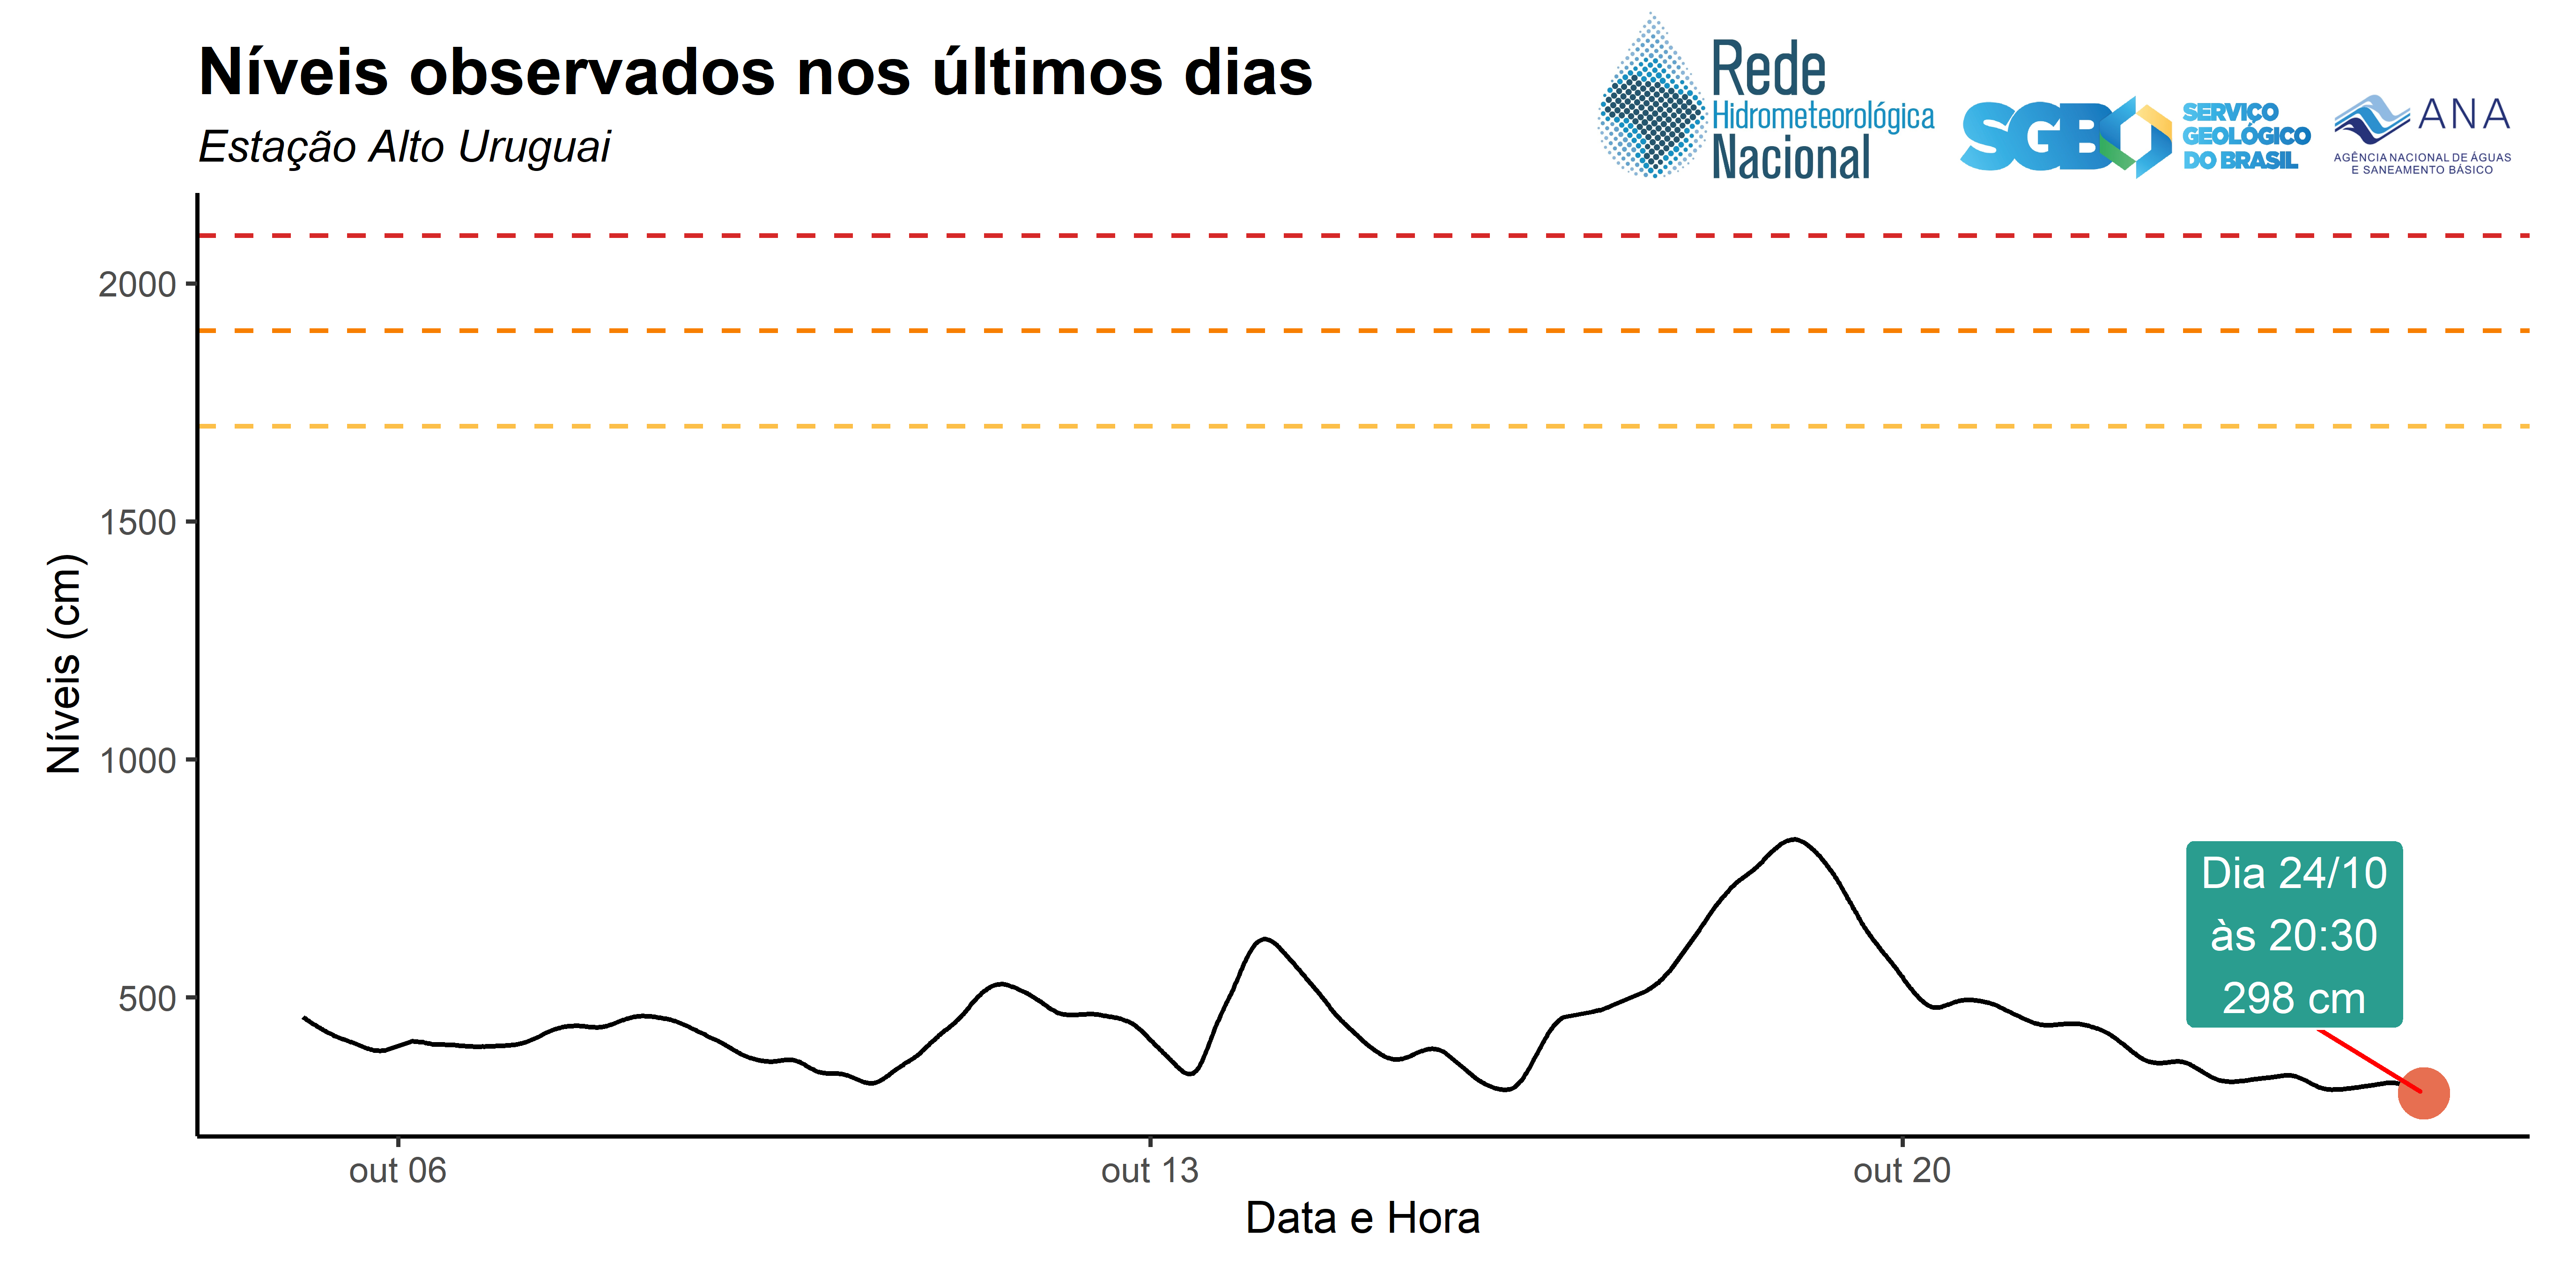 Níveis observados nos últimos dias
Estação Alto Uruguai
Rede
Hidrometeorológica
Nacional
SGB
SERVIÇO
GEOLÓGICO
DO BRASIL
ANA
AGÊNCIA NACIONAL DE ÁGUAS
E SANEAMENTO BÁSICO
Níveis (cm)
2000
1500
1000
500
Dia 24/10
às 20:30
298 cm
out 06
out 13
out 20
Data e Hora